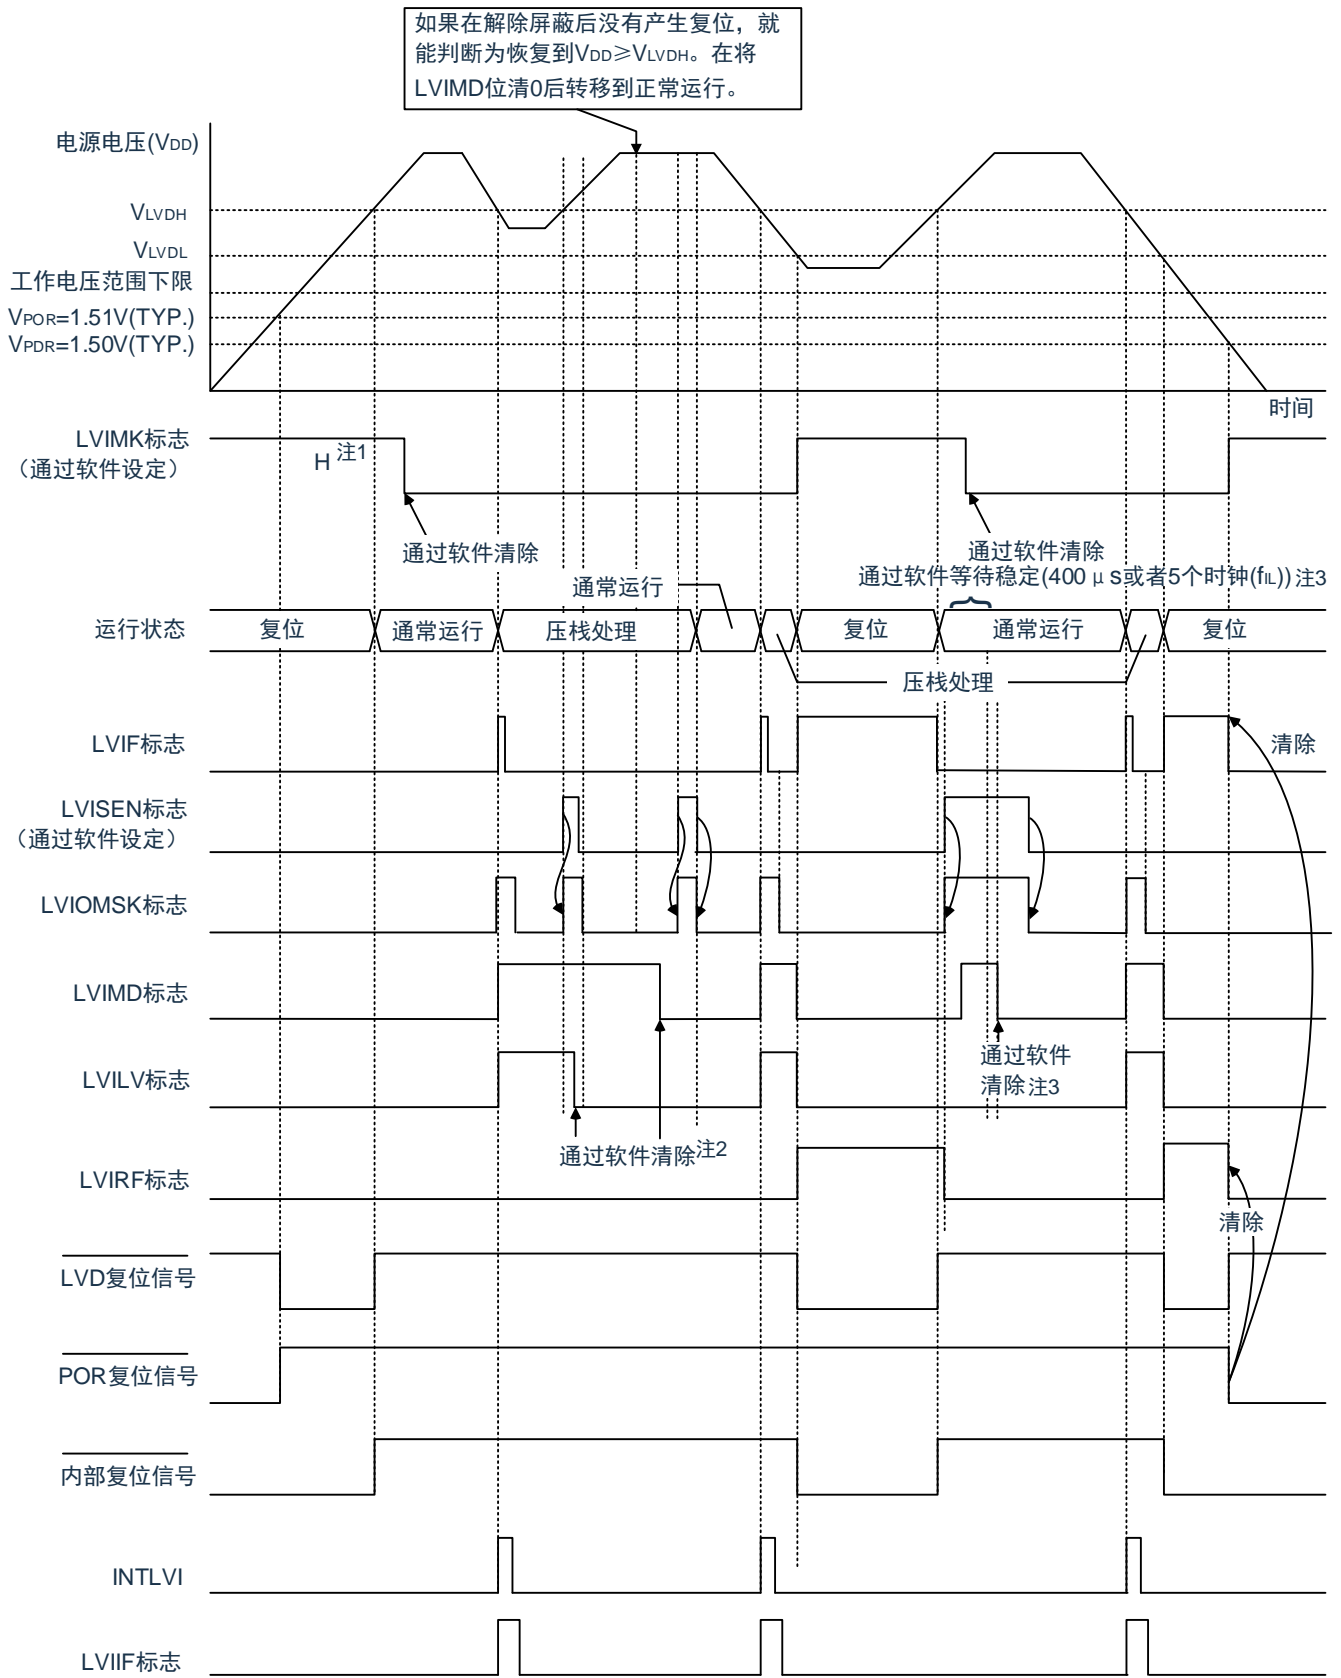 如果在解除屏蔽后没有产生复位，就
能判断为恢复到VDD≥VLVDH。在将
LVIMD位清0后转移到正常运行。
电源电压(VDD)
VLVDH
VLVDL
工作电压范围下限
VPOR=1.51V(TYP.)
VPDR=1.50V(TYP.)
时间
LVIMK标志
（通过软件设定）
H 注1
通过软件清除
通过软件清除
通过软件等待稳定(400 μ s或者5个时钟(fIL)) 注3
通常运行
运行状态
复位
通常运行
压栈处理
复位
通常运行
复位
压栈处理
LVIF标志
清除
LVISEN标志
（通过软件设定）
LVIOMSK标志
LVIMD标志
通过软件
清除 注3
LVILV标志
通过软件清除注2
LVIRF标志
清除
LVD复位信号
POR复位信号
内部复位信号
INTLVI
LVIIF标志